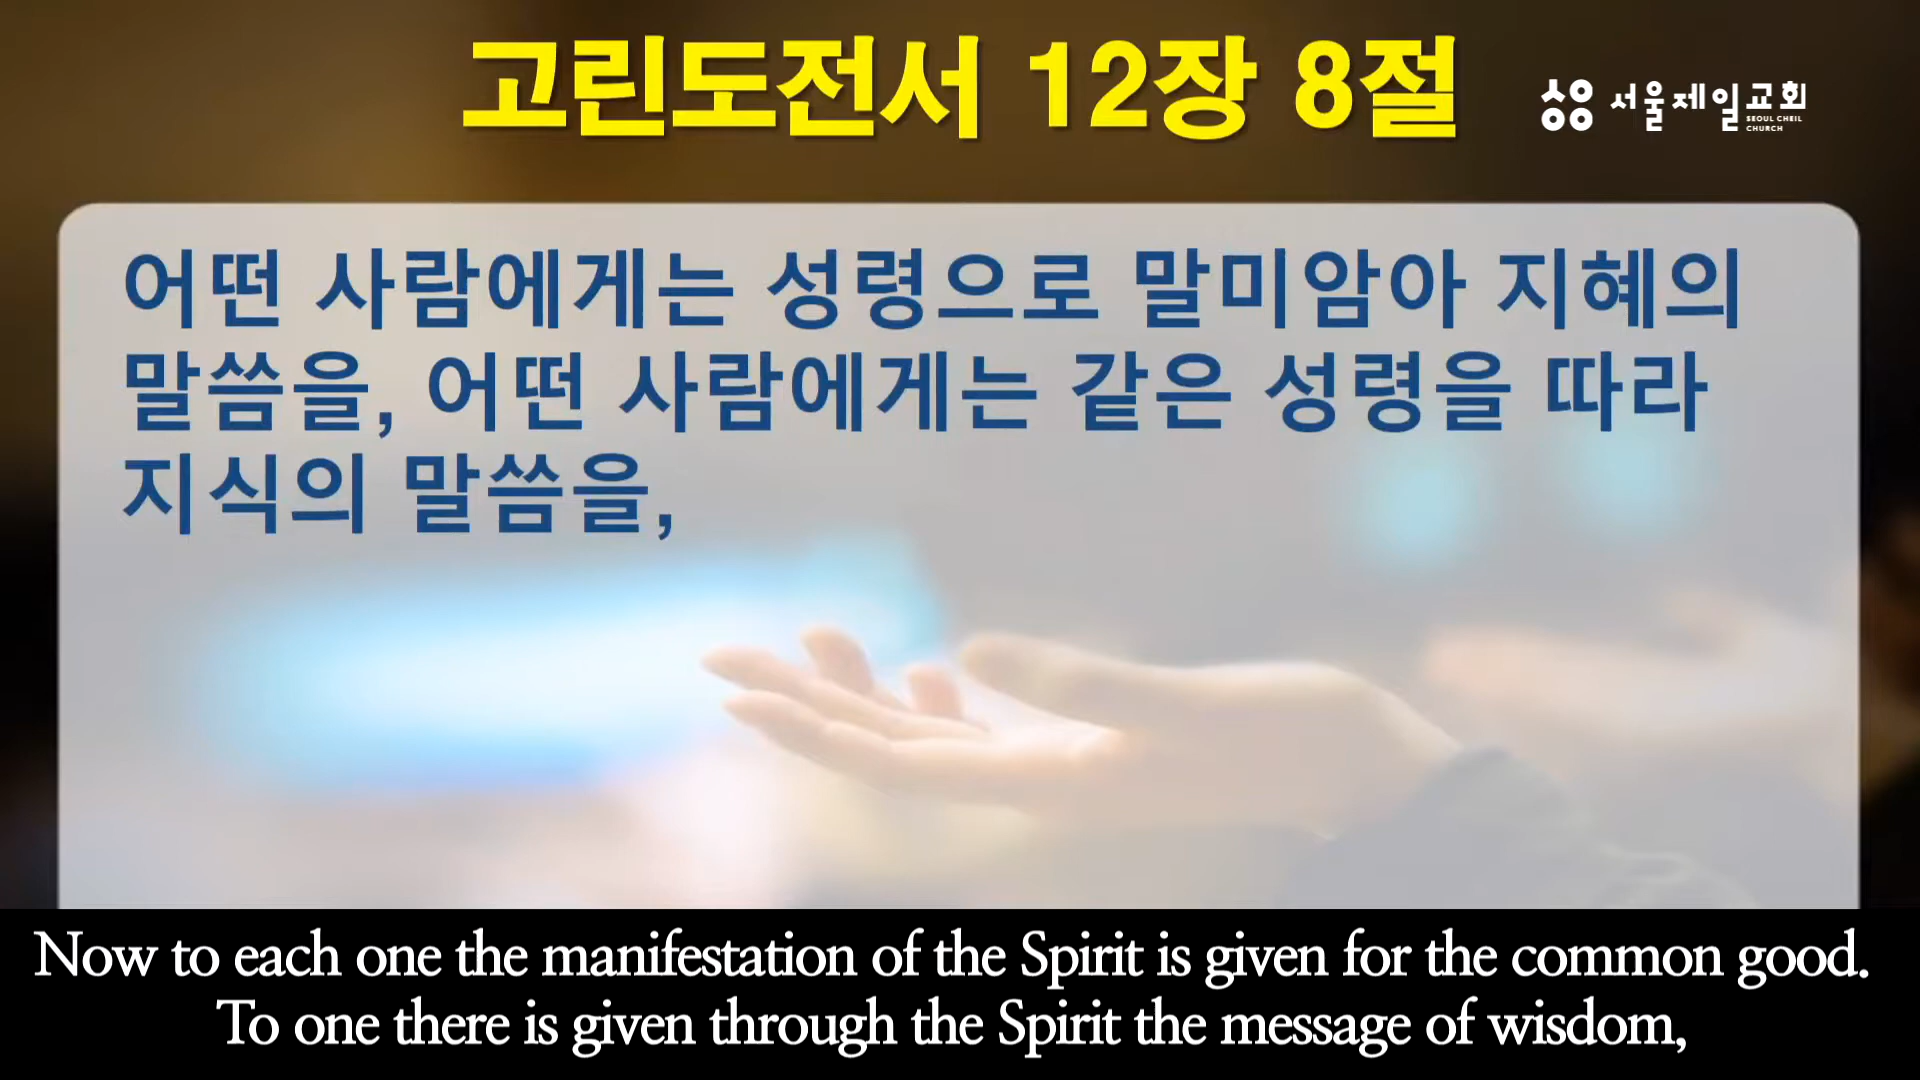 고린도전서 12장 8절
서울제일교회
SEOUL CHEIL
CHURCH
어떤 사람에게는 성령으로 말미암아 지혜의
말씀을, 어떤 사람에게는 같은 성령을 따라
지식의 말씀을,
Now to each one the manifestation of the Spirit is given for the common good.
To one there is given through the Spirit the message of wisdom,